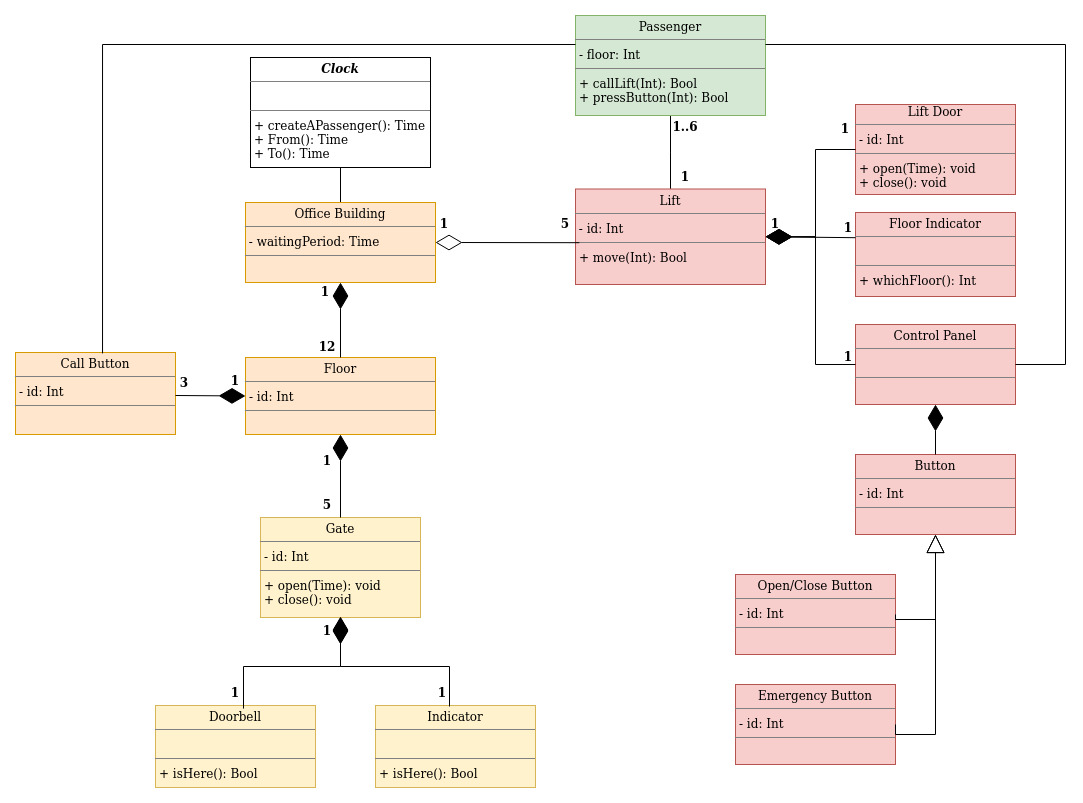 Passenger
- floor: Int
+ callLift(Int): Bool
+ pressButton(Int): Bool
Clock
+ createAPassenger(): Time
+ From(): Time
+ To(): Time
1..6
1
Lift Door
- id: Int
+ open(Time): void
+ close(): void
1
Office Building
- waitingPeriod: Time
1
5
Lift
- id: Int
+ move(Int): Bool
1
1
Floor Indicator
+ whichFloor(): Int
1
12
1
Control Panel
Call Button
- id: Int
3
1
Floor
- id: Int
1
5
Button
- id: Int
Gate
- id: Int
+ open(Time): void
+ close(): void
1
Open/Close Button
- id: Int
1
1
Emergency Button
- id: Int
Doorbell
+ isHere(): Bool
Indicator
+ isHere(): Bool